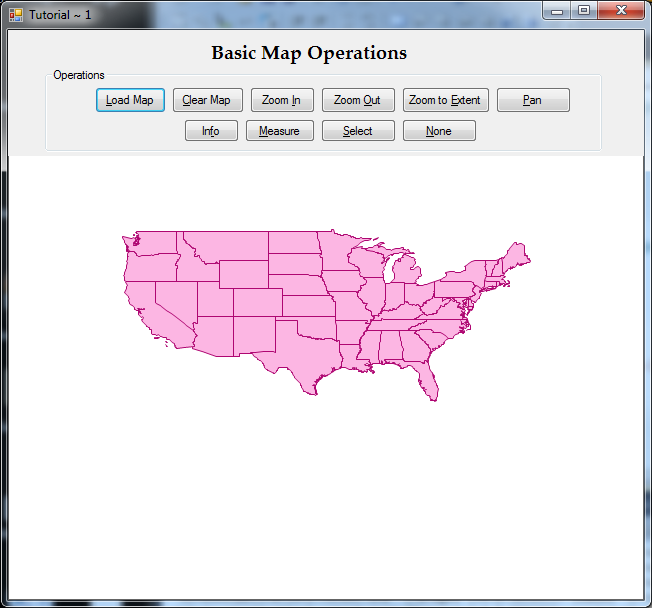 Tutorial ~ 1
Basic Map Operations
Operations
Load Map Clear Map Zoom In Zoom Out Zoom to Extent Pan
Info Measure Select None